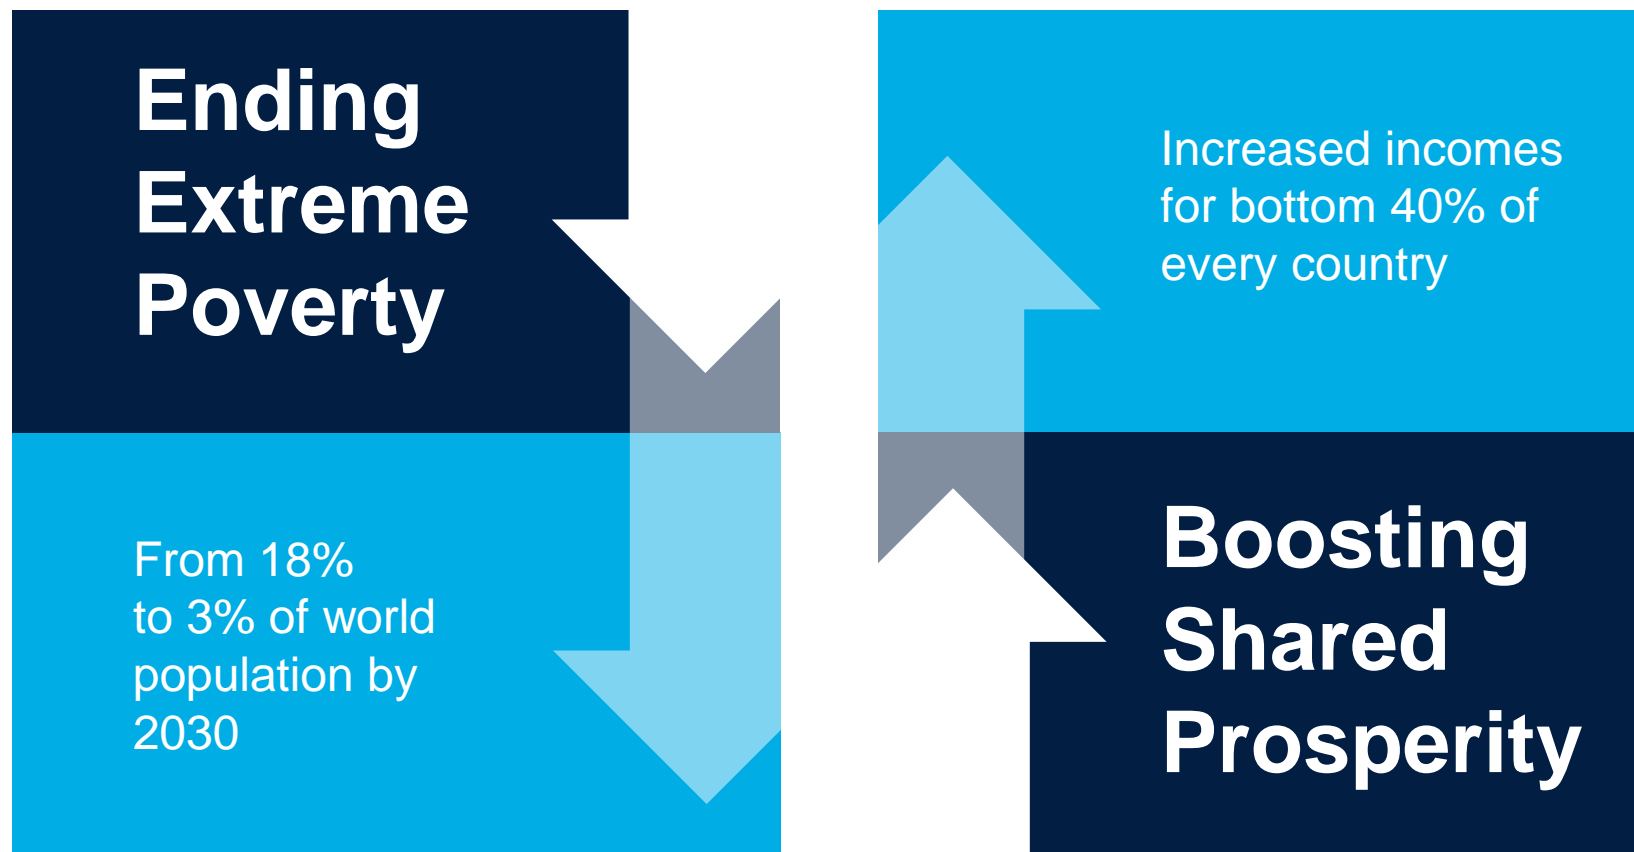 Ending
Extreme
Poverty
From 18%
to 3% of world
population by
2030
Increased incomes
for bottom 40% of
every country
Boosting
Shared
Prosperity